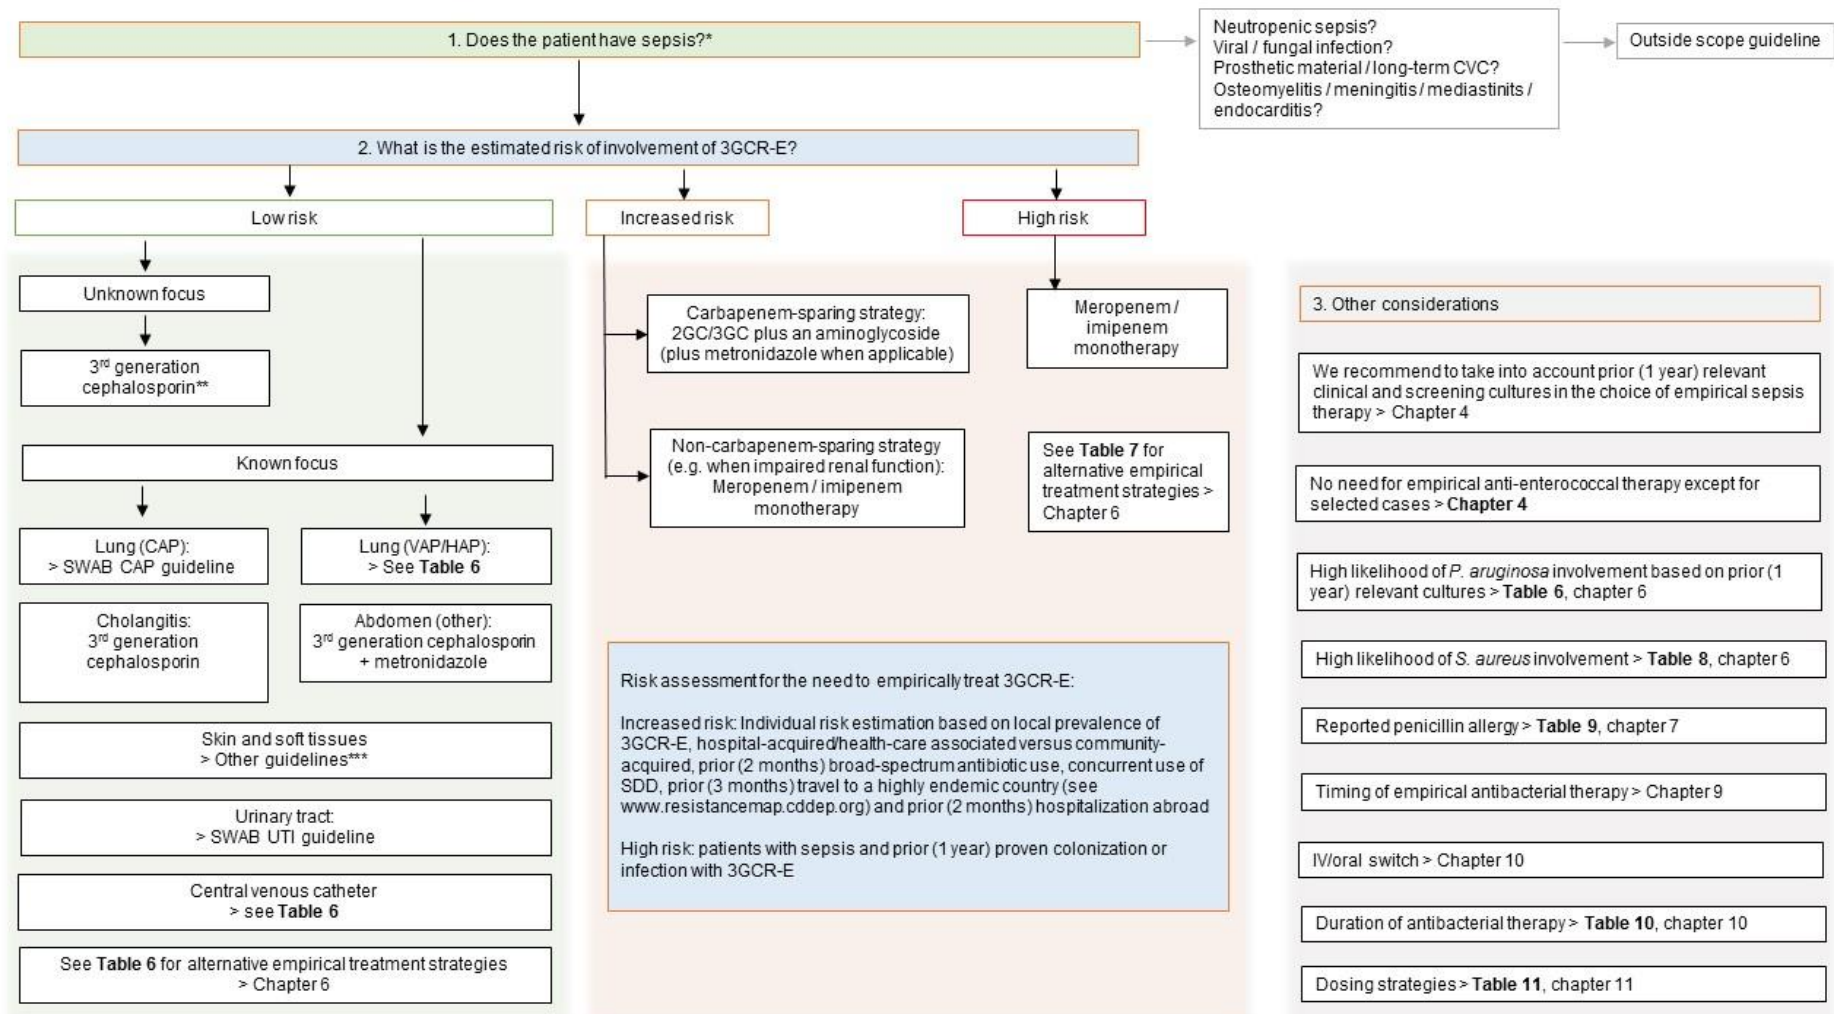 1. Does the patient have sepsis?*
Neutropenic sepsis?
Viral / fungal infection?
Prosthetic material / long-term CVC?
Osteomyelitis / meningitis / mediastinits /
endocarditis?
Outside scope guideline
2. What is the estimated risk of involvement of 3GCR-E?
Low risk
Increased risk
High risk
Unknown focus
3rd generation
cephalosporin**
Known focus
Lung (CAP):
> SWAB CAP guideline
Lung (VAP/HAP):
> See Table 6
Cholangitis:
3rd generation
cephalosporin
Abdomen (other):
3rd generation cephalosporin
+ metronidazole
Skin and soft tissues
> Other guidelines***
Urinary tract:
> SWAB UTI guideline
Central venous catheter
> see Table 6
See Table 6 for alternative empirical treatment strategies
> Chapter 6
Carbapenem-sparing strategy:
2GC/3GC plus an aminoglycoside
(plus metronidazole when applicable)
Non-carbapenem-sparing strategy
(e.g. when impaired renal function):
Meropenem / imipenem
monotherapy
Meropenem /
imipenem
monotherapy
See Table 7 for
alternative empirical
treatment strategies >
Chapter 6
Risk assessment for the need to empirically treat 3GCR-E:
Increased risk: Individual risk estimation based on local prevalence of
3GCR-E, hospital-acquired/health-care associated versus community-
acquired, prior (2 months) broad-spectrum antibiotic use, concurrent use of
SDD, prior (3 months) travel to a highly endemic country (see
www.resistancemap.cddep.org) and prior (2 months) hospitalization abroad
High risk: patients with sepsis and prior (1 year) proven colonization or
infection with 3GCR-E
3. Other considerations
We recommend to take into account prior (1 year) relevant
clinical and screening cultures in the choice of empirical sepsis
therapy > Chapter 4
No need for empirical anti-enterococcal therapy except for
selected cases > Chapter 4
High likelihood of P. aruginosa involvement based on prior (1
year) relevant cultures > Table 6, chapter 6
High likelihood of S. aureus involvement > Table 8, chapter 6
Reported penicillin allergy > Table 9, chapter 7
Timing of empirical antibacterial therapy > Chapter 9
IV/oral switch > Chapter 10
Duration of antibacterial therapy > Table 10, chapter 10
Dosing strategies > Table 11, chapter 11